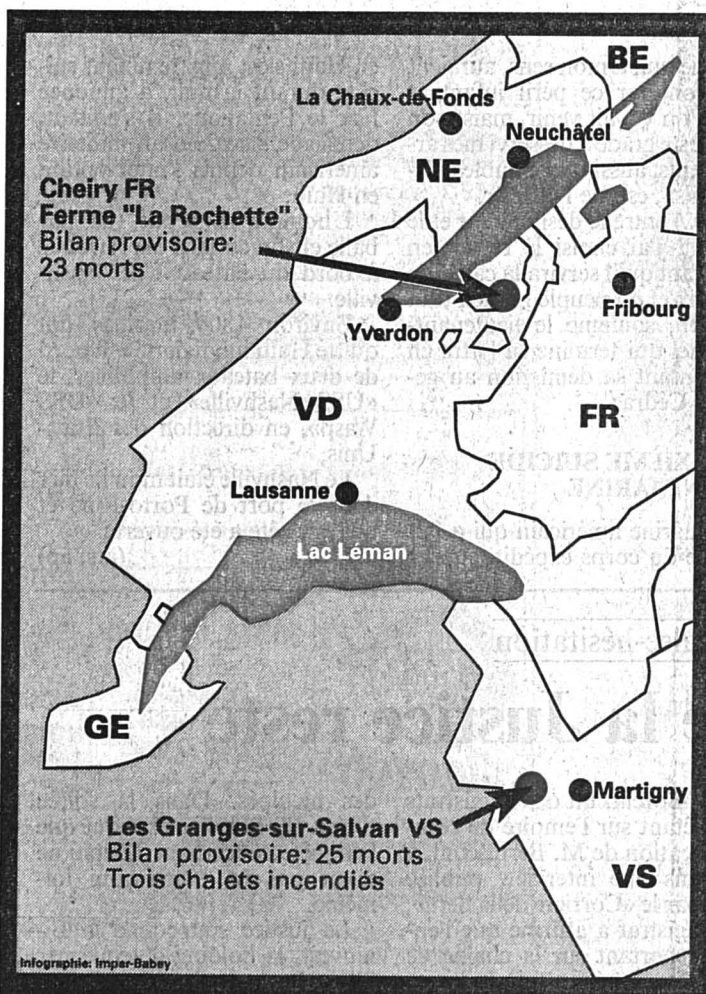 BE
La Chaux-de-Fonds
Neuchâtel
NE
Cheiry FR
Ferme "La Rochette"
Bilan provisoire:
23 morts
Fribourg
Yverdon
VD
FR
Lausanne
Lac Léman
GE
Martigny
Les Granges-sur-Salvan VS
Bilan provisoire: 25 morts
Trois chalets incendiés
VS
Infographie: Impar-Babey